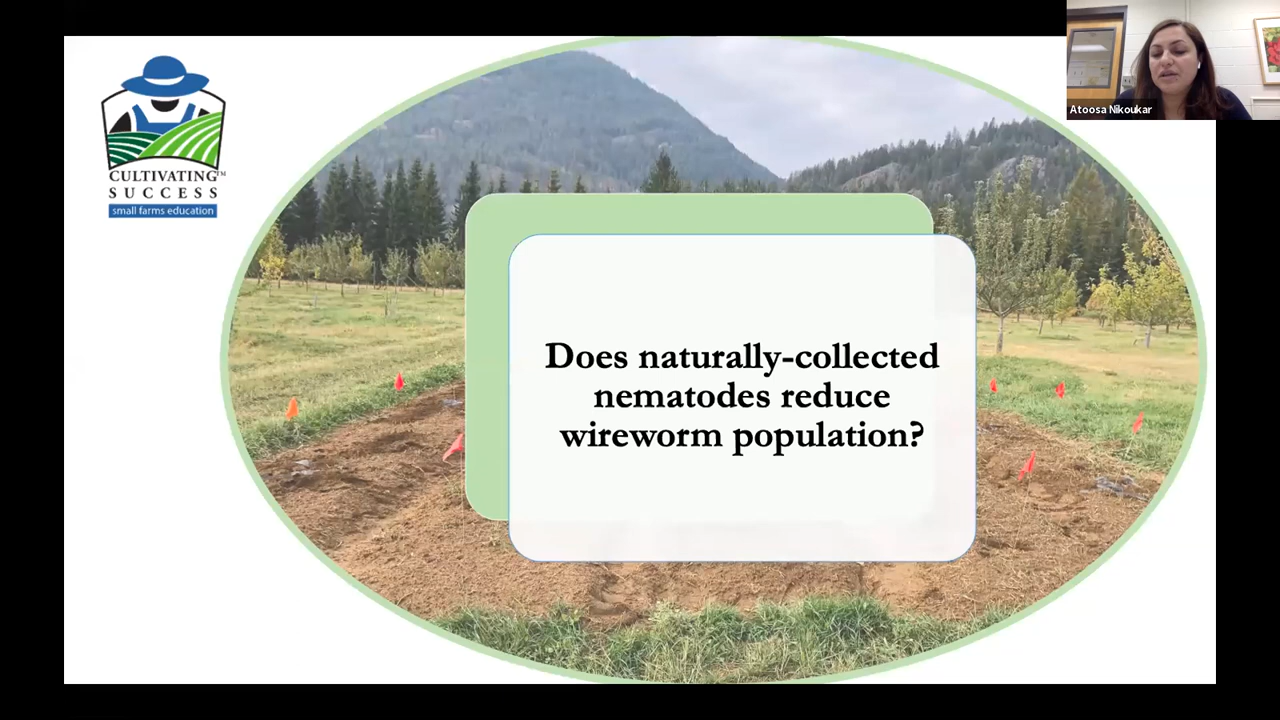 Atoosa Nikoukar
CULTIVATING™
SUCCESS
small farms education
Does naturally-collected
nematodes reduce
wireworm population?